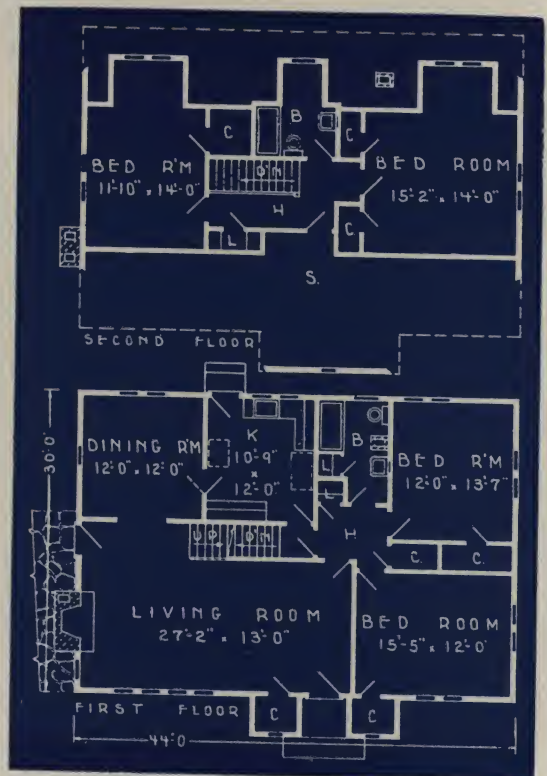 C
B
C
BED R'M
11'-10" x 14'-0"
D'N
BED ROOM
15'-2" x 14'-0"
H
L
C
S.
SECOND FLOOR
30'-0"
DINING R'M
12'-0" x 12'-0"
K
10'-9"
x
12'-0"
B
L
L
BED R'M
12'-0" x 13'-7"
UP
D'N
H
C.
C.
LIVING ROOM
27'-2" x 13'-0"
BED ROOM
15'-5" x 12'-0"
FIRST FLOOR
C
C
44'-0